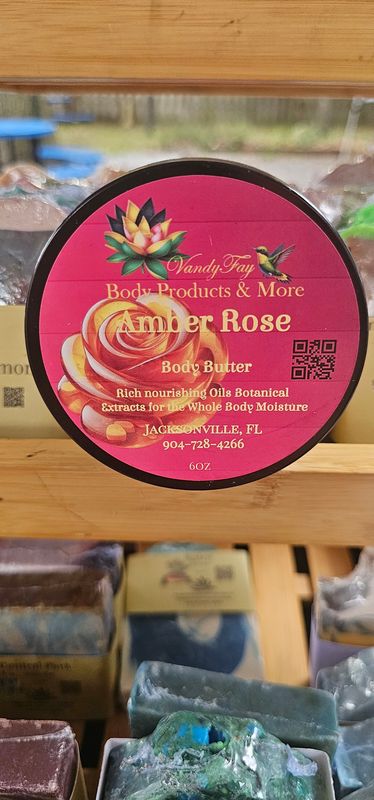 VandyFay
Body Products & More
Amber Rose
Body Butter
Rich nourishing Oils Botanical
Extracts for the Whole Body Moisture
JACKSONVILLE, FL
904-728-4266
6OZ